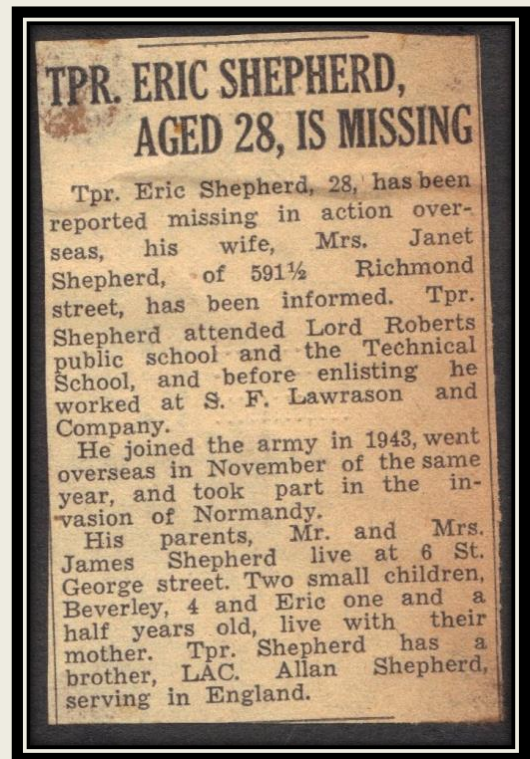 TPR. ERIC SHEPHERD,
AGED 28, IS MISSING
Tpr. Eric Shepherd, 28, has been
reported missing in action over-
seas, his wife, Mrs. Janet
Shepherd, of 591½ Richmond
street, has been informed. Tpr.
Shepherd attended Lord Roberts
public school and the Technical
School, and before enlisting he
worked at S. F. Lawrason and
Company.
He joined the army in 1943, went
overseas in November of the same
year, and took part in the in-
vasion of Normandy.
His parents, Mr. and Mrs.
James Shepherd live at 6 St.
George street. Two small children,
Beverley, 4 and Eric one and a
half years old, live with their
mother. Tpr. Shepherd has a
brother, LAC. Allan Shepherd,
serving in England.